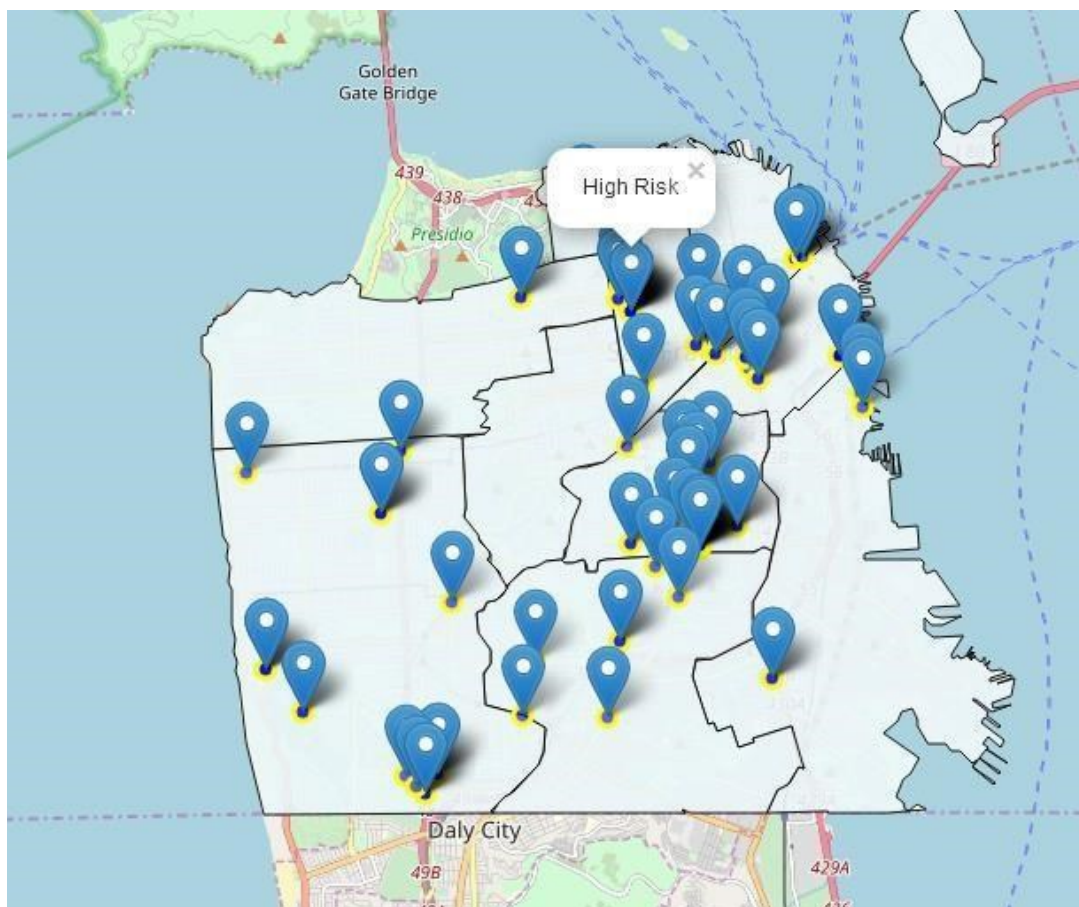 Golden
Gate Bridge
439
438
Presidio
High Risk
×
Daly City
49B
429A